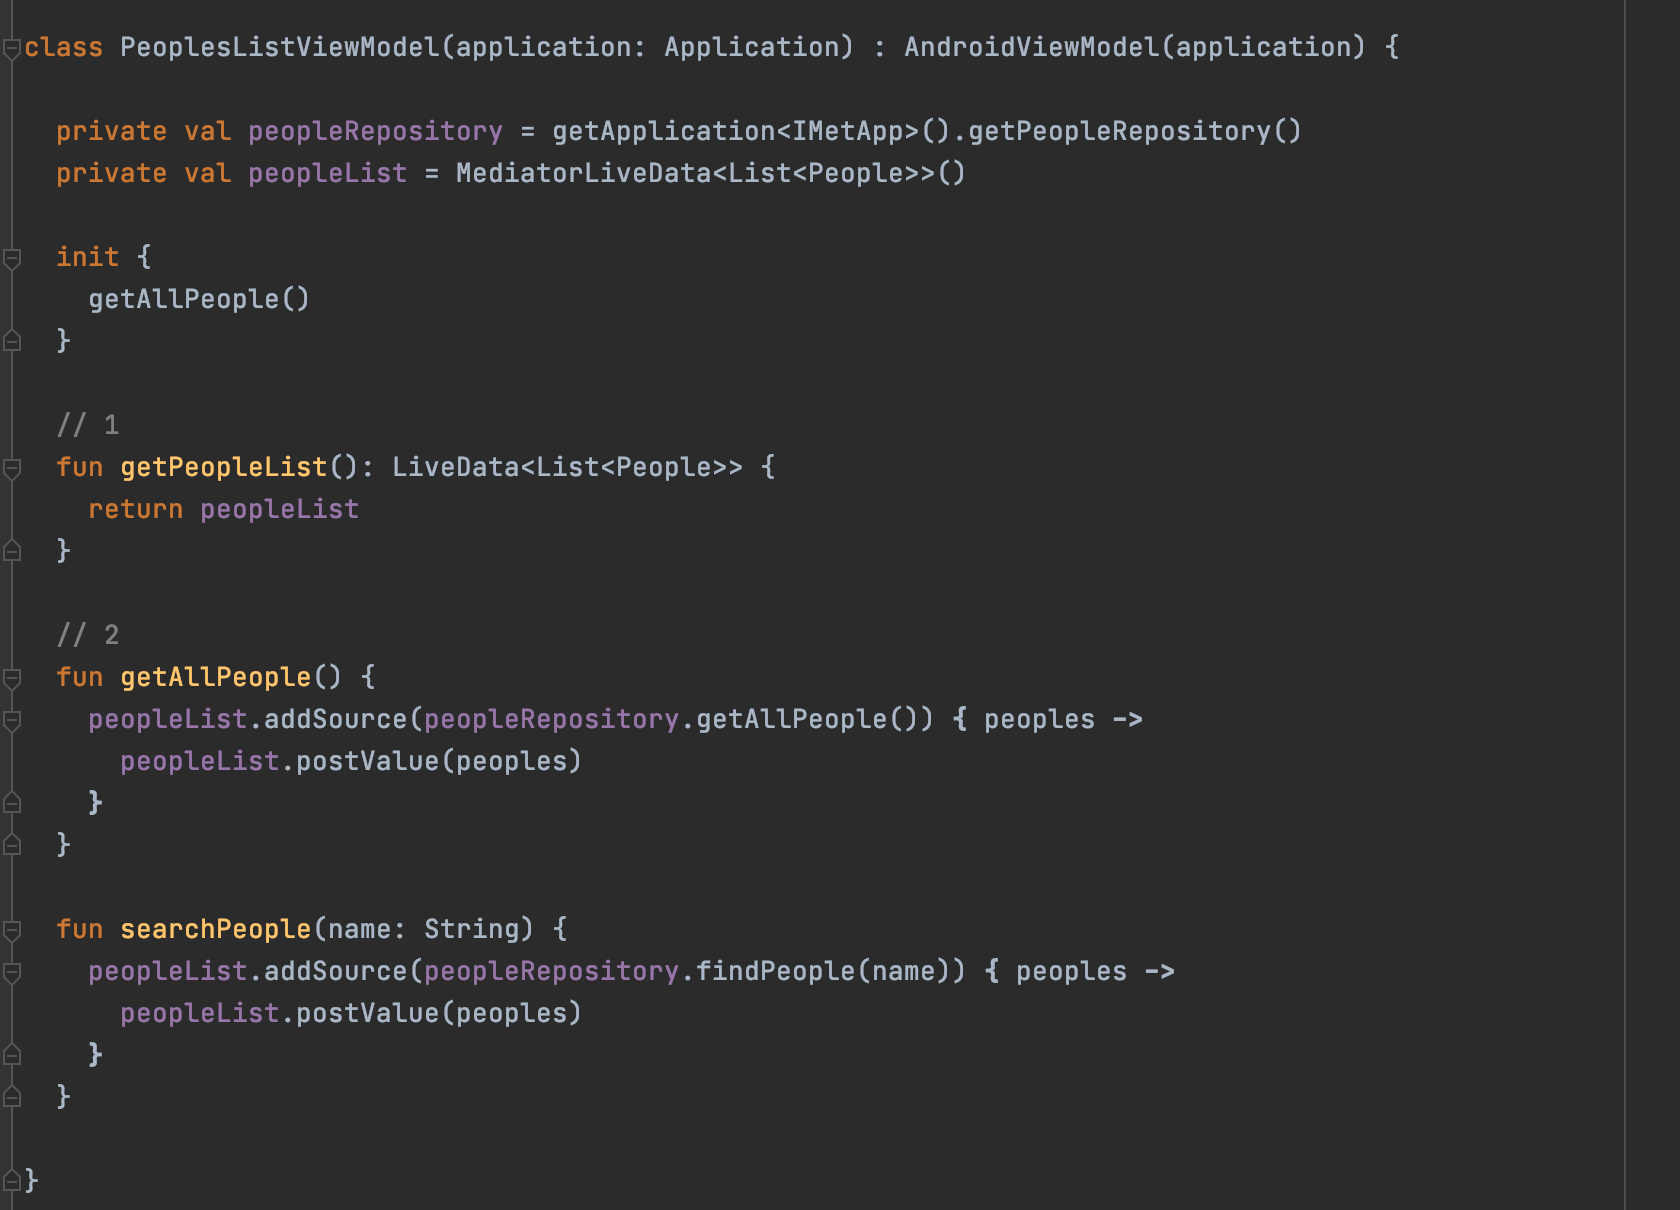 class PeoplesListViewModel(application: Application) : AndroidViewModel(application) {
private val peopleRepository = getApplication<IMetApp>().getPeopleRepository()
private val peopleList = MediatorLiveData<List<People>>()
init {
getAllPeople()
}
// 1
fun getPeopleList(): LiveData<List<People>> {
return peopleList
}
// 2
fun getAllPeople() {
peopleList.addSource(peopleRepository.getAllPeople()) { peoples ->
peopleList.postValue(peoples)
}
}
fun searchPeople(name: String) {
peopleList.addSource(peopleRepository.findPeople(name)) { peoples ->
peopleList.postValue(peoples)
}
}
}